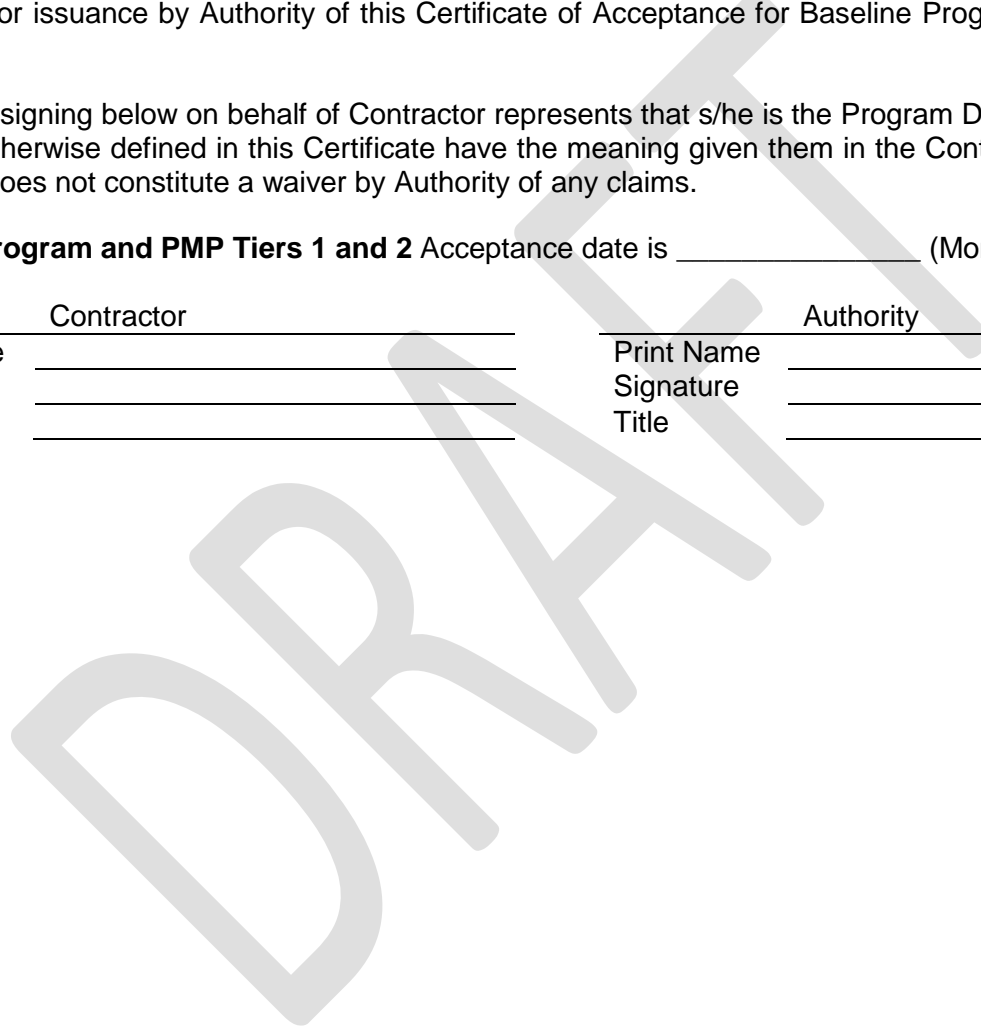 or issuance by Authority of this Certificate of Acceptance for Baseline Prog
signing below on behalf of Contractor represents that s/he is the Program D
herwise defined in this Certificate have the meaning given them in the Cont
oes not constitute a waiver by Authority of any claims.
rogram and PMP Tiers 1 and 2 Acceptance date is ________________ (Mo
Contractor Authority
e Print Name
Signature
Title
DRAFT